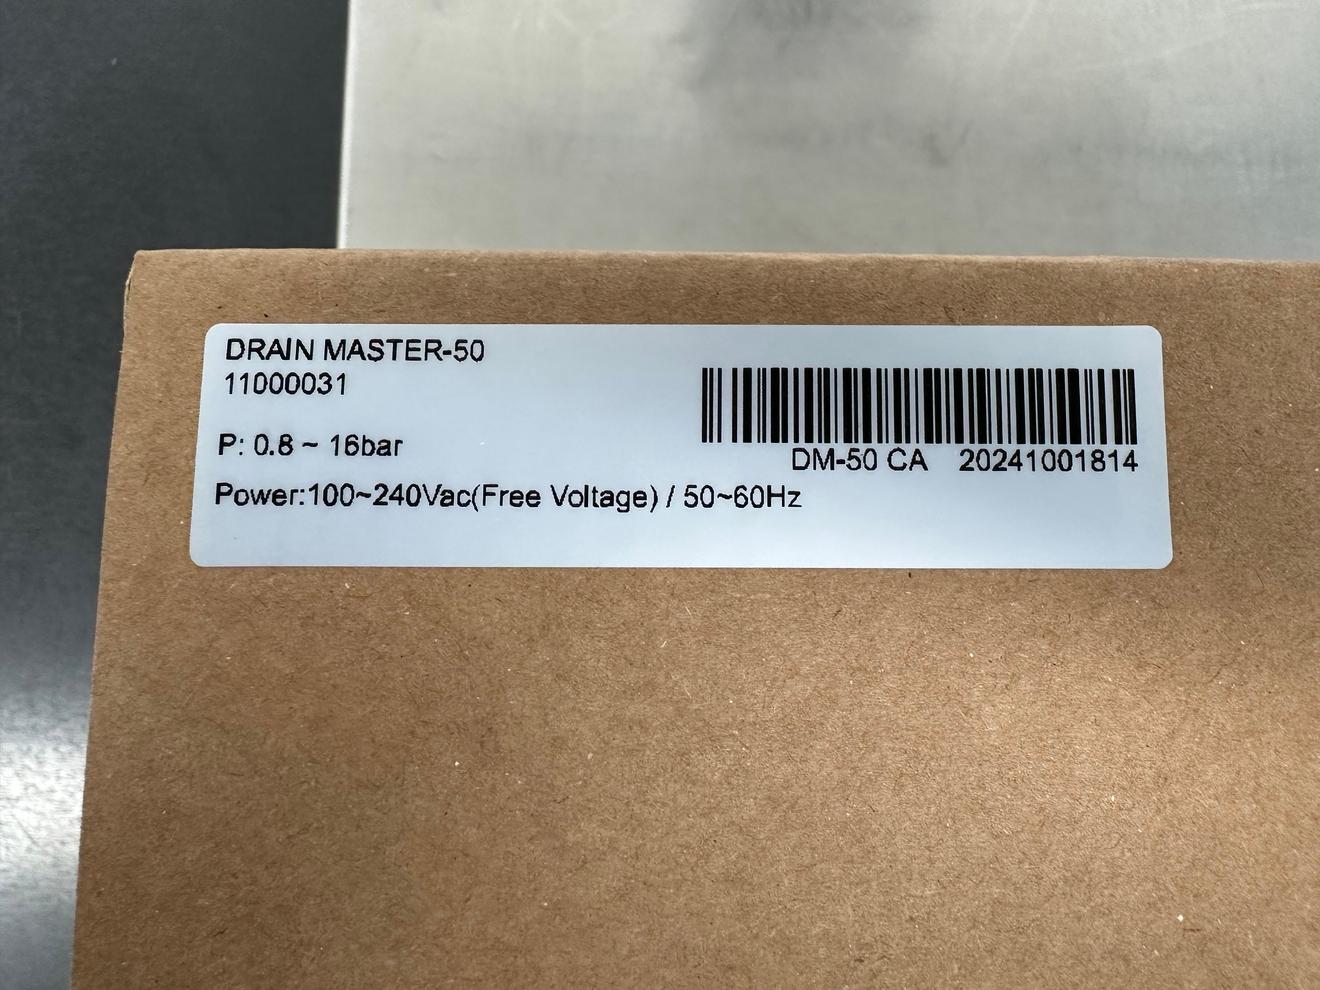 DRAIN MASTER-50
11000031
P: 0.8 ~ 16bar
DM-50 CA 20241001814
Power:100~240Vac(Free Voltage) / 50~60Hz